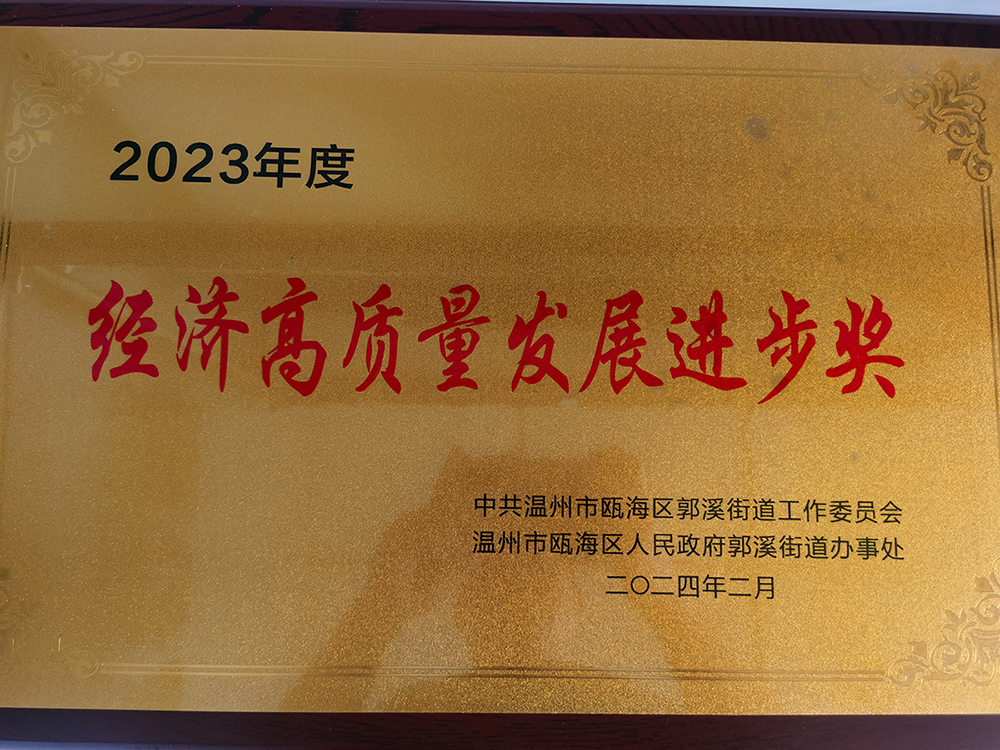 2023年度
经济高质量发展进步奖
中共温州市瓯海区郭溪街道工作委员会
温州市瓯海区人民政府郭溪街道办事处
二〇二四年二月